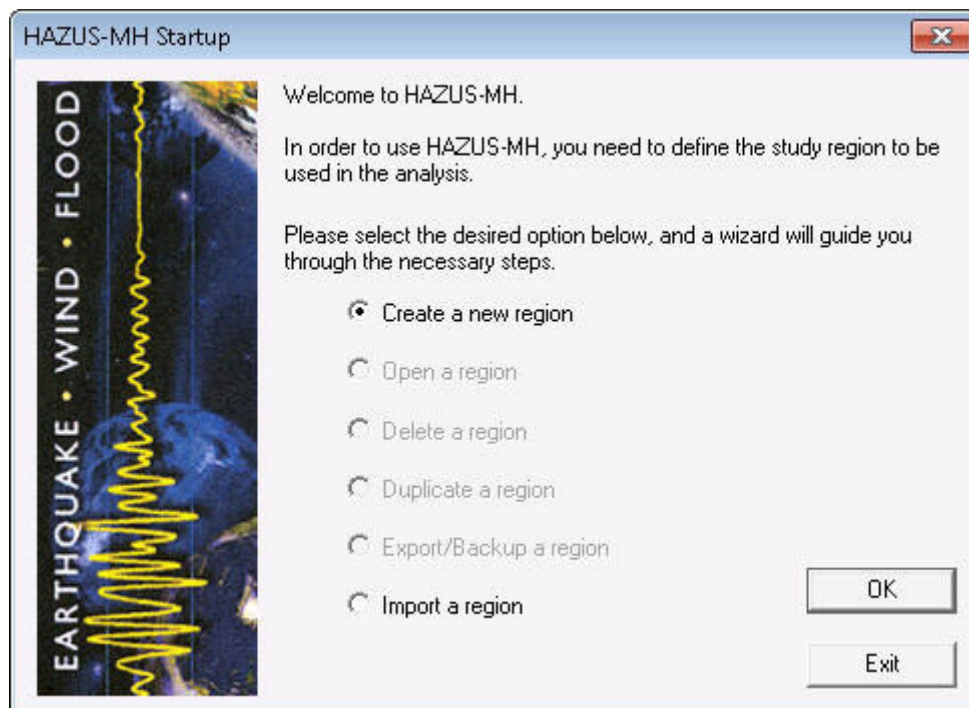 HAZUS-MH Startup
EARTHQUAKE • WIND • FLOOD
Welcome to HAZUS-MH.
In order to use HAZUS-MH, you need to define the study region to be
used in the analysis.
Please select the desired option below, and a wizard will guide you
through the necessary steps.
Create a new region
Open a region
Delete a region
Duplicate a region
Export/Backup a region
Import a region
OK
Exit